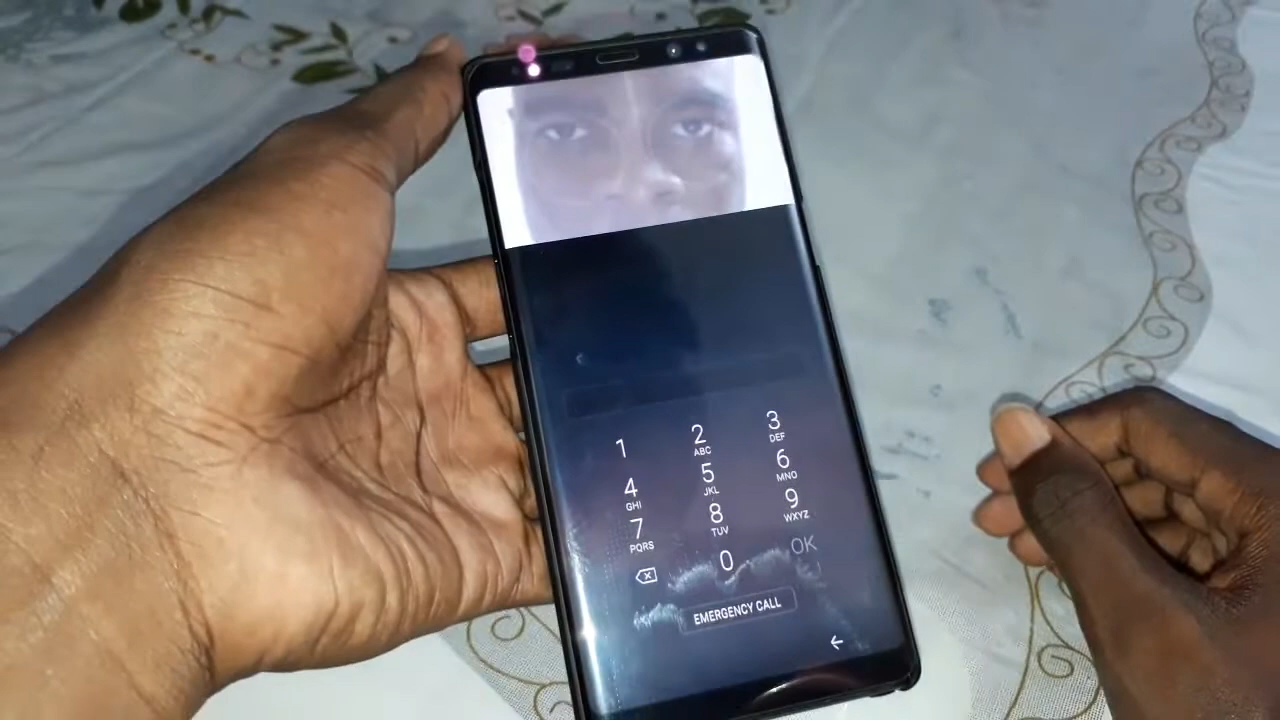 1 2 3
ABC DEF
4 5 6
GHI JKL MNO
7 8 9
PQRS TUV WXYZ
0 OK
EMERGENCY CALL